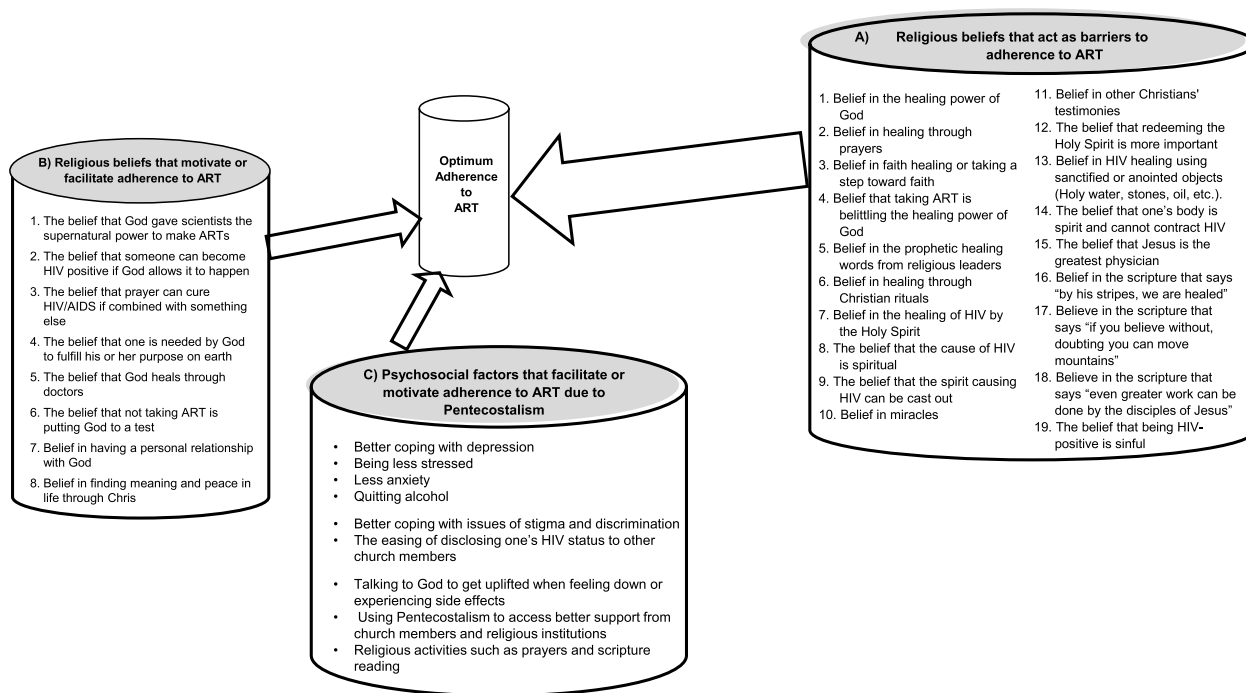 A) Religious beliefs that act as barriers to
adherence to ART
1. Belief in the healing power of
God
2. Belief in healing through
prayers
3. Belief in faith healing or taking a
step toward faith
4. Belief that taking ART is
belittling the healing power of
God
5. Belief in the prophetic healing
words from religious leaders
6. Belief in healing through
Christian rituals
7. Belief in the healing of HIV by
the Holy Spirit
8. The belief that the cause of HIV
is spiritual
9. The belief that the spirit causing
HIV can be cast out
10. Belief in miracles
11. Belief in other Christians'
testimonies
12. The belief that redeeming the
Holy Spirit is more important
13. Belief in HIV healing using
sanctified or anointed objects
(Holy water, stones, oil, etc.).
14. The belief that one’s body is
spirit and cannot contract HIV
15. The belief that Jesus is the
greatest physician
16. Belief in the scripture that says
“by his stripes, we are healed”
17. Believe in the scripture that
says “if you believe without,
doubting you can move
mountains”
18. Believe in the scripture that
says “even greater work can be
done by the disciples of Jesus”
19. The belief that being HIV-
positive is sinful
Optimum
Adherence
to
ART
B) Religious beliefs that motivate or
facilitate adherence to ART
1. The belief that God gave scientists the
supernatural power to make ARTs
2. The belief that someone can become
HIV positive if God allows it to happen
3. The belief that prayer can cure
HIV/AIDS if combined with something
else
4. The belief that one is needed by God
to fulfill his or her purpose on earth
5. The belief that God heals through
doctors
6. The belief that not taking ART is
putting God to a test
7. Belief in having a personal relationship
with God
8. Belief in finding meaning and peace in
life through Chris
C) Psychosocial factors that facilitate or
motivate adherence to ART due to
Pentecostalism
• Better coping with depression
• Being less stressed
• Less anxiety
• Quitting alcohol
• Better coping with issues of stigma and discrimination
• The easing of disclosing one’s HIV status to other
church members
• Talking to God to get uplifted when feeling down or
experiencing side effects
• Using Pentecostalism to access better support from
church members and religious institutions
• Religious activities such as prayers and scripture
reading